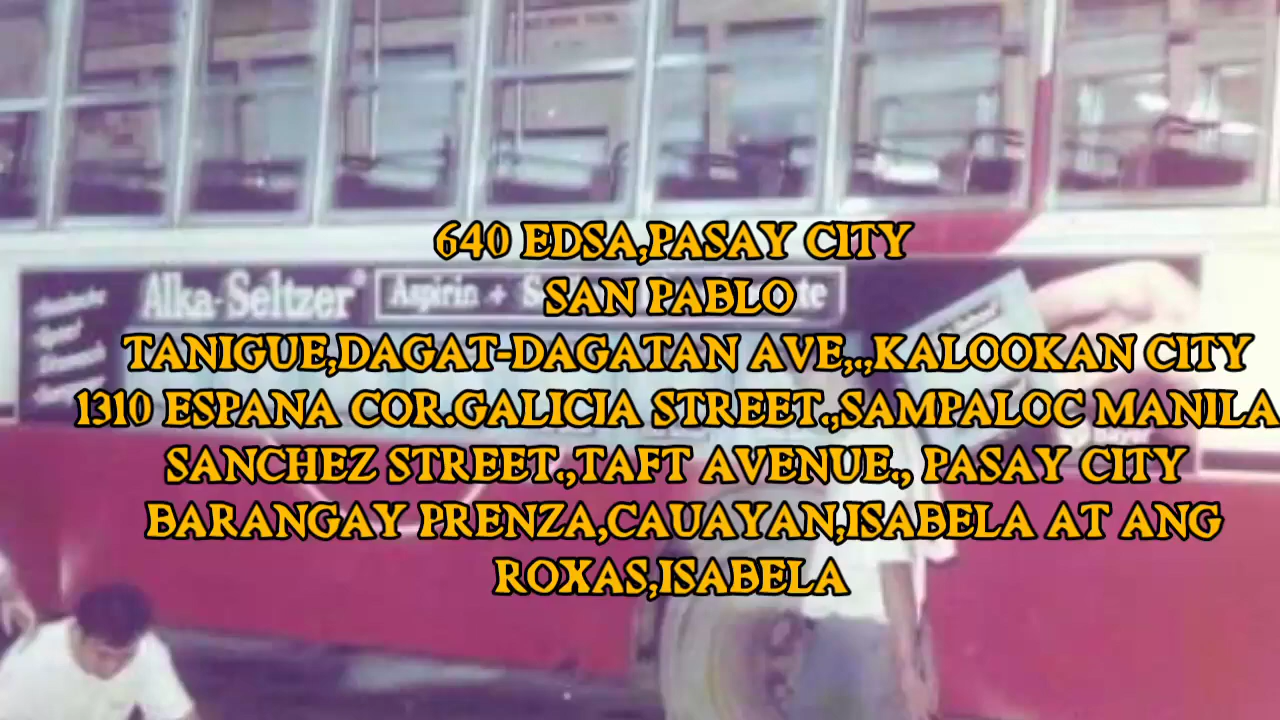 640 EDSA,PASAY CITY
Alka-Seltzer®
Aspirin +
SAN PABLO
TANIGUE,DAGAT-DAGATAN AVE,.,KALOOKAN CITY
1310 ESPANA COR.GALICIA STREET.,SAMPALOC MANILA
SANCHEZ STREET.,TAFT AVENUE., PASAY CITY
BARANGAY PRENZA,CAUAYAN,ISABELA AT ANG
ROXAS,ISABELA